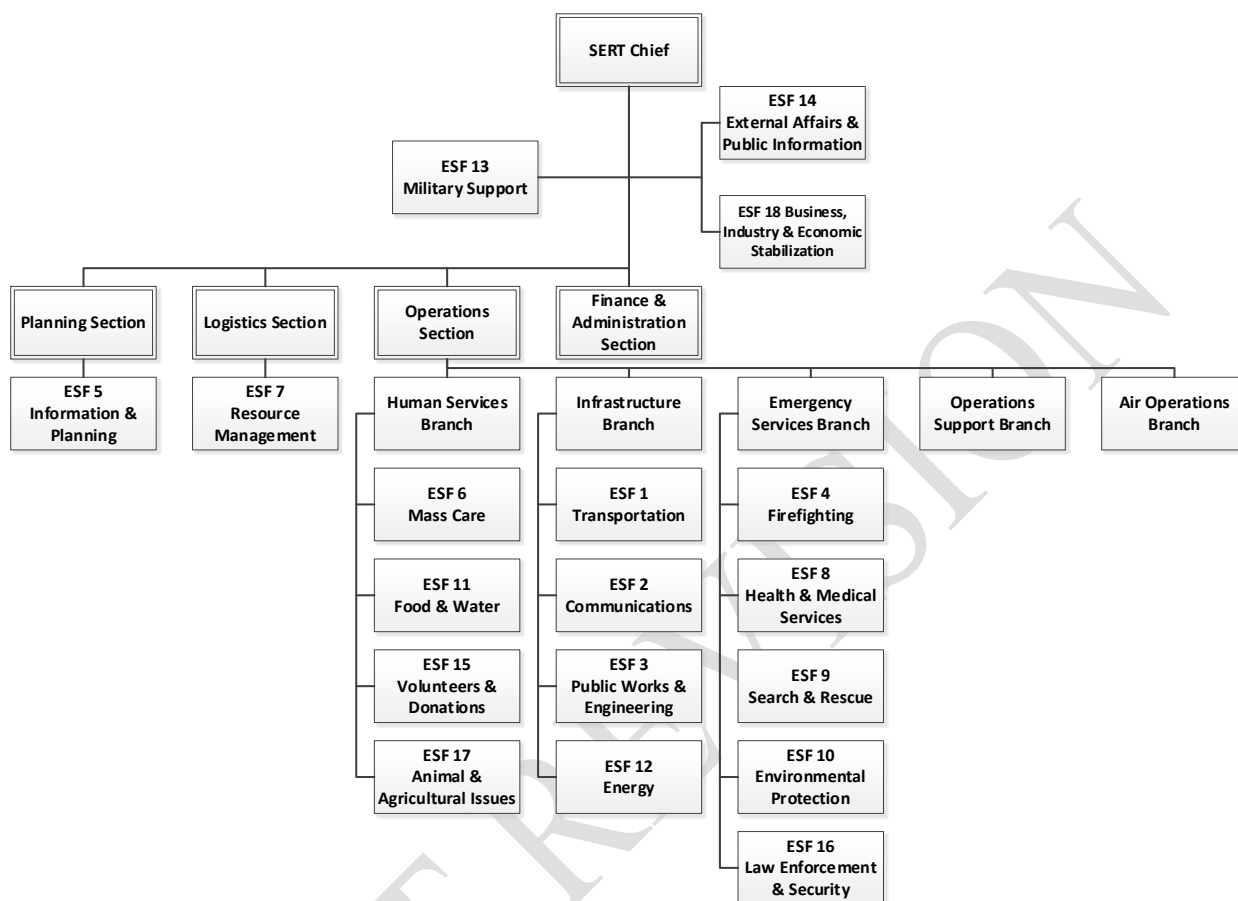 SERT Chief
ESF 14
External Affairs &
Public Information
ESF 13
Military Support
ESF 18 Business,
Industry & Economic
Stabilization
Planning Section
Logistics Section
Operations
Section
Finance &
Administration
Section
ESF 5
Information &
Planning
ESF 7
Resource
Management
Human Services
Branch
Infrastructure
Branch
Emergency
Services Branch
Operations
Support Branch
Air Operations
Branch
ESF 6
Mass Care
ESF 1
Transportation
ESF 4
Firefighting
ESF 11
Food & Water
ESF 2
Communications
ESF 8
Health & Medical
Services
ESF 15
Volunteers &
Donations
ESF 3
Public Works &
Engineering
ESF 9
Search & Rescue
ESF 17
Animal &
Agricultural Issues
ESF 12
Energy
ESF 10
Environmental
Protection
ESF 16
Law Enforcement
& Security
REVISION